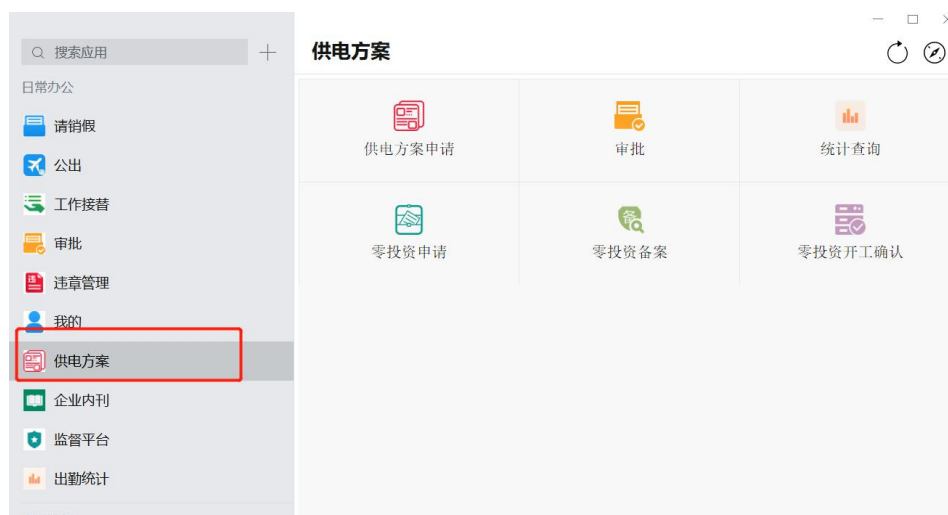 搜索应用
日常办公
请销假
公出
工作接替
审批
违章管理
我的
供电方案
企业内刊
监督平台
出勤统计
供电方案
供电方案申请
审批
统计查询
零投资申请
零投资备案
零投资开工确认